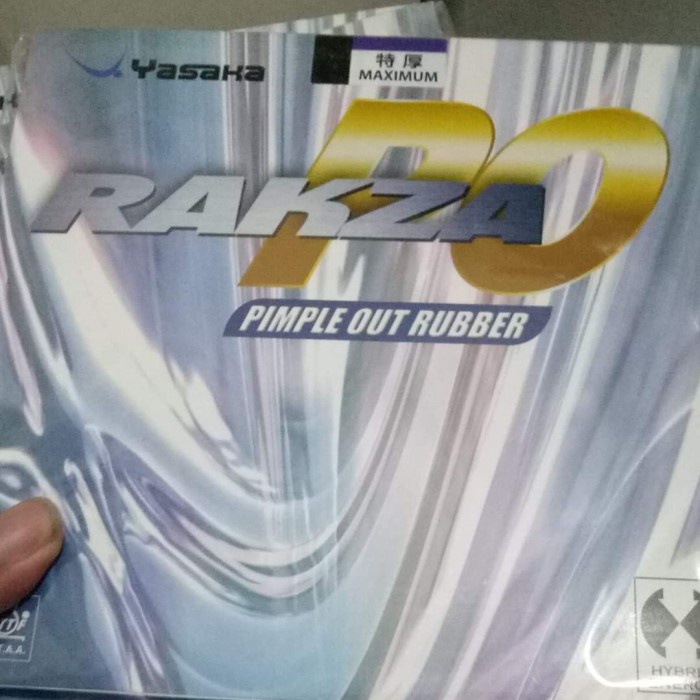 Yasaka
特厚
MAXIMUM
RAKZA
PO
PIMPLE OUT RUBBER
T.A.A.